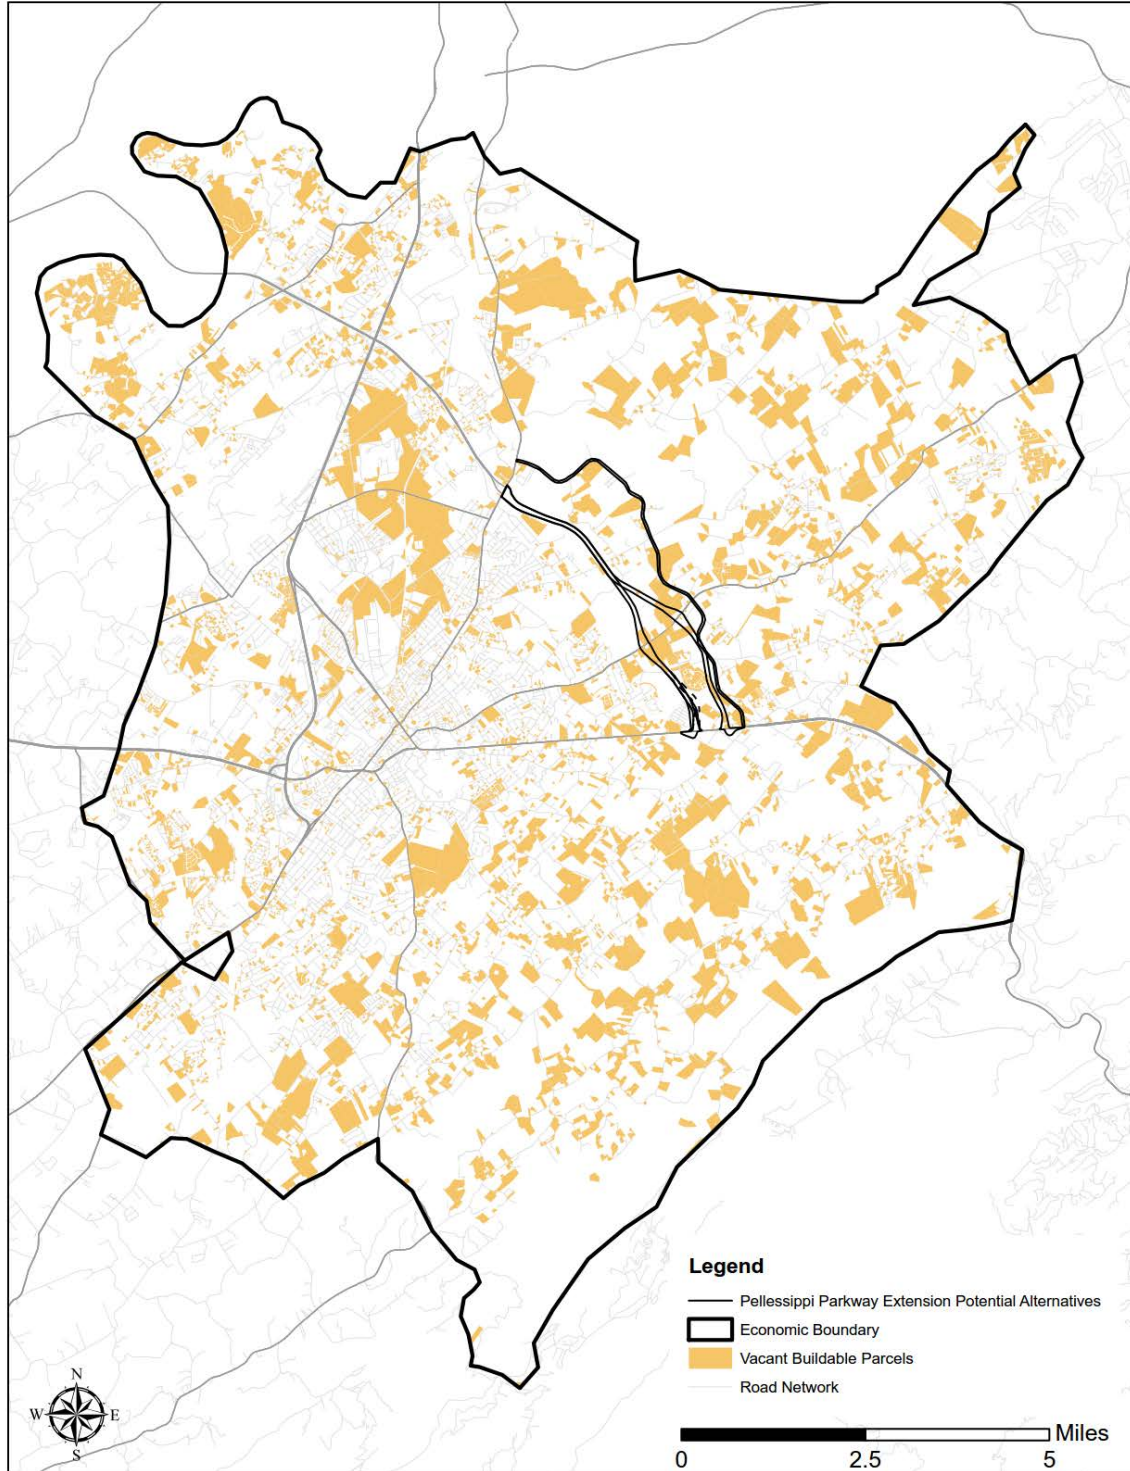 Legend
Pellessippi Parkway Extension Potential Alternatives
Economic Boundary
Vacant Buildable Parcels
Road Network
N
W E
S
Miles
0 2.5 5